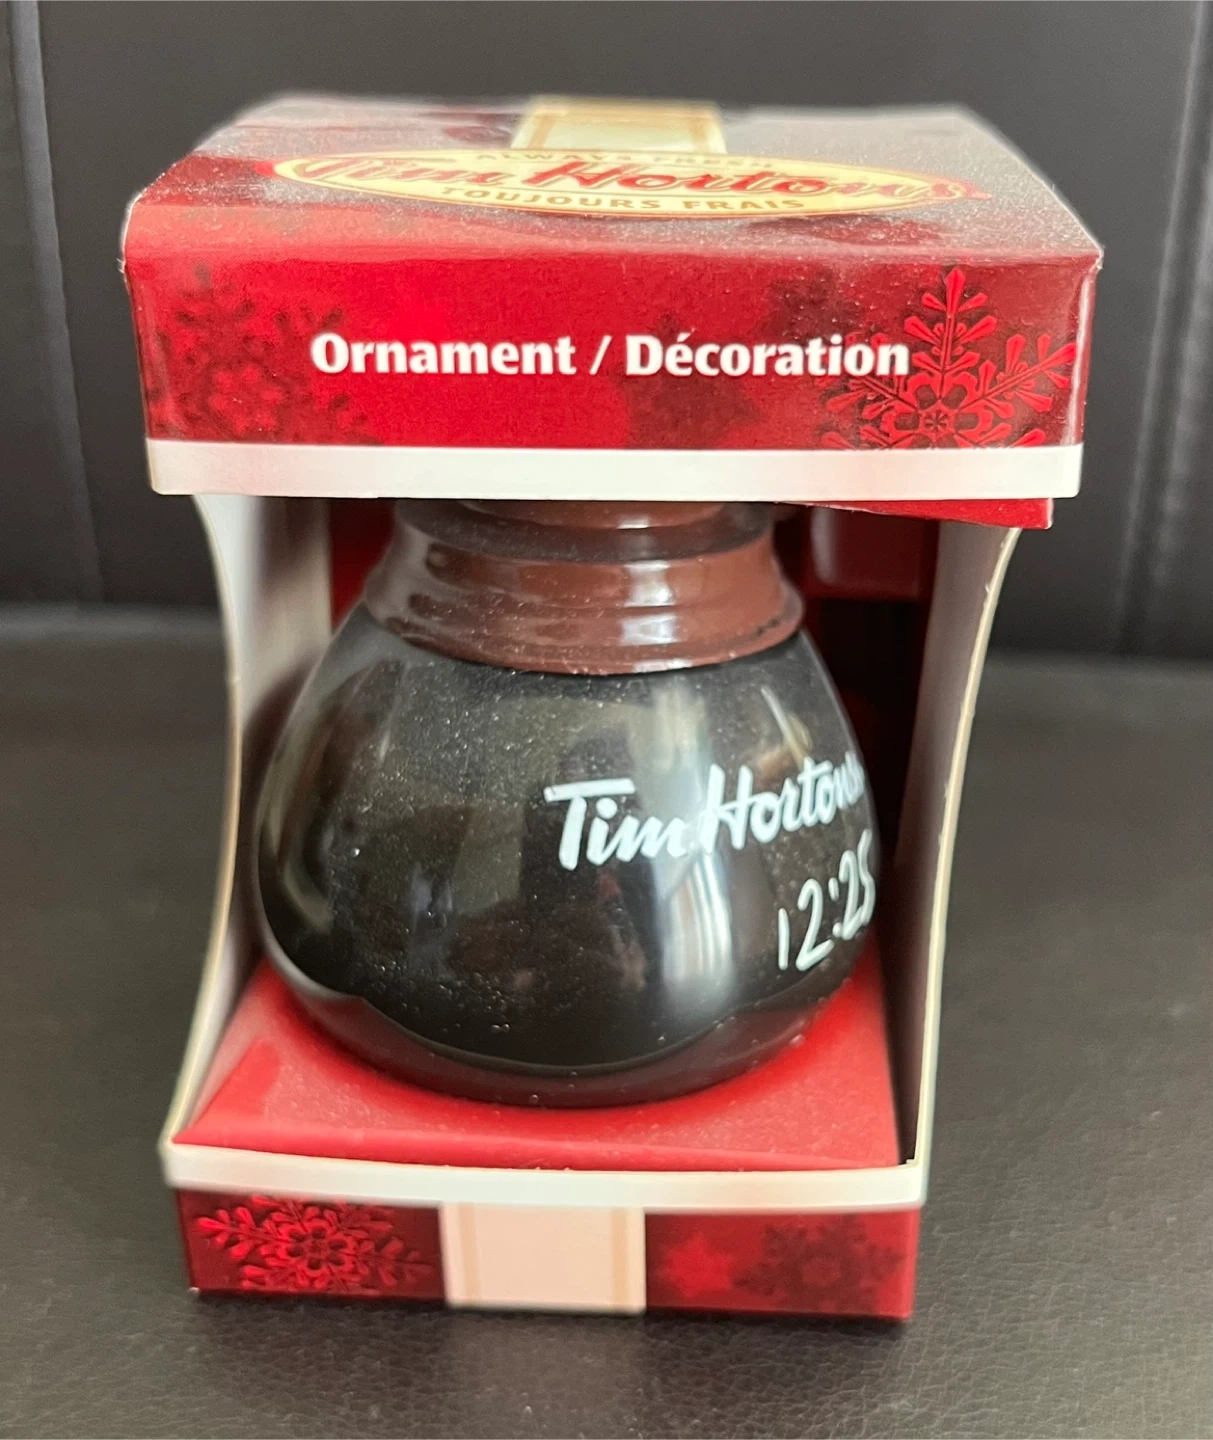 ALWAYS FRESH
Tim Hortons
TOUJOURS FRAIS
Ornament / Décoration
Tim Hortons
12:25